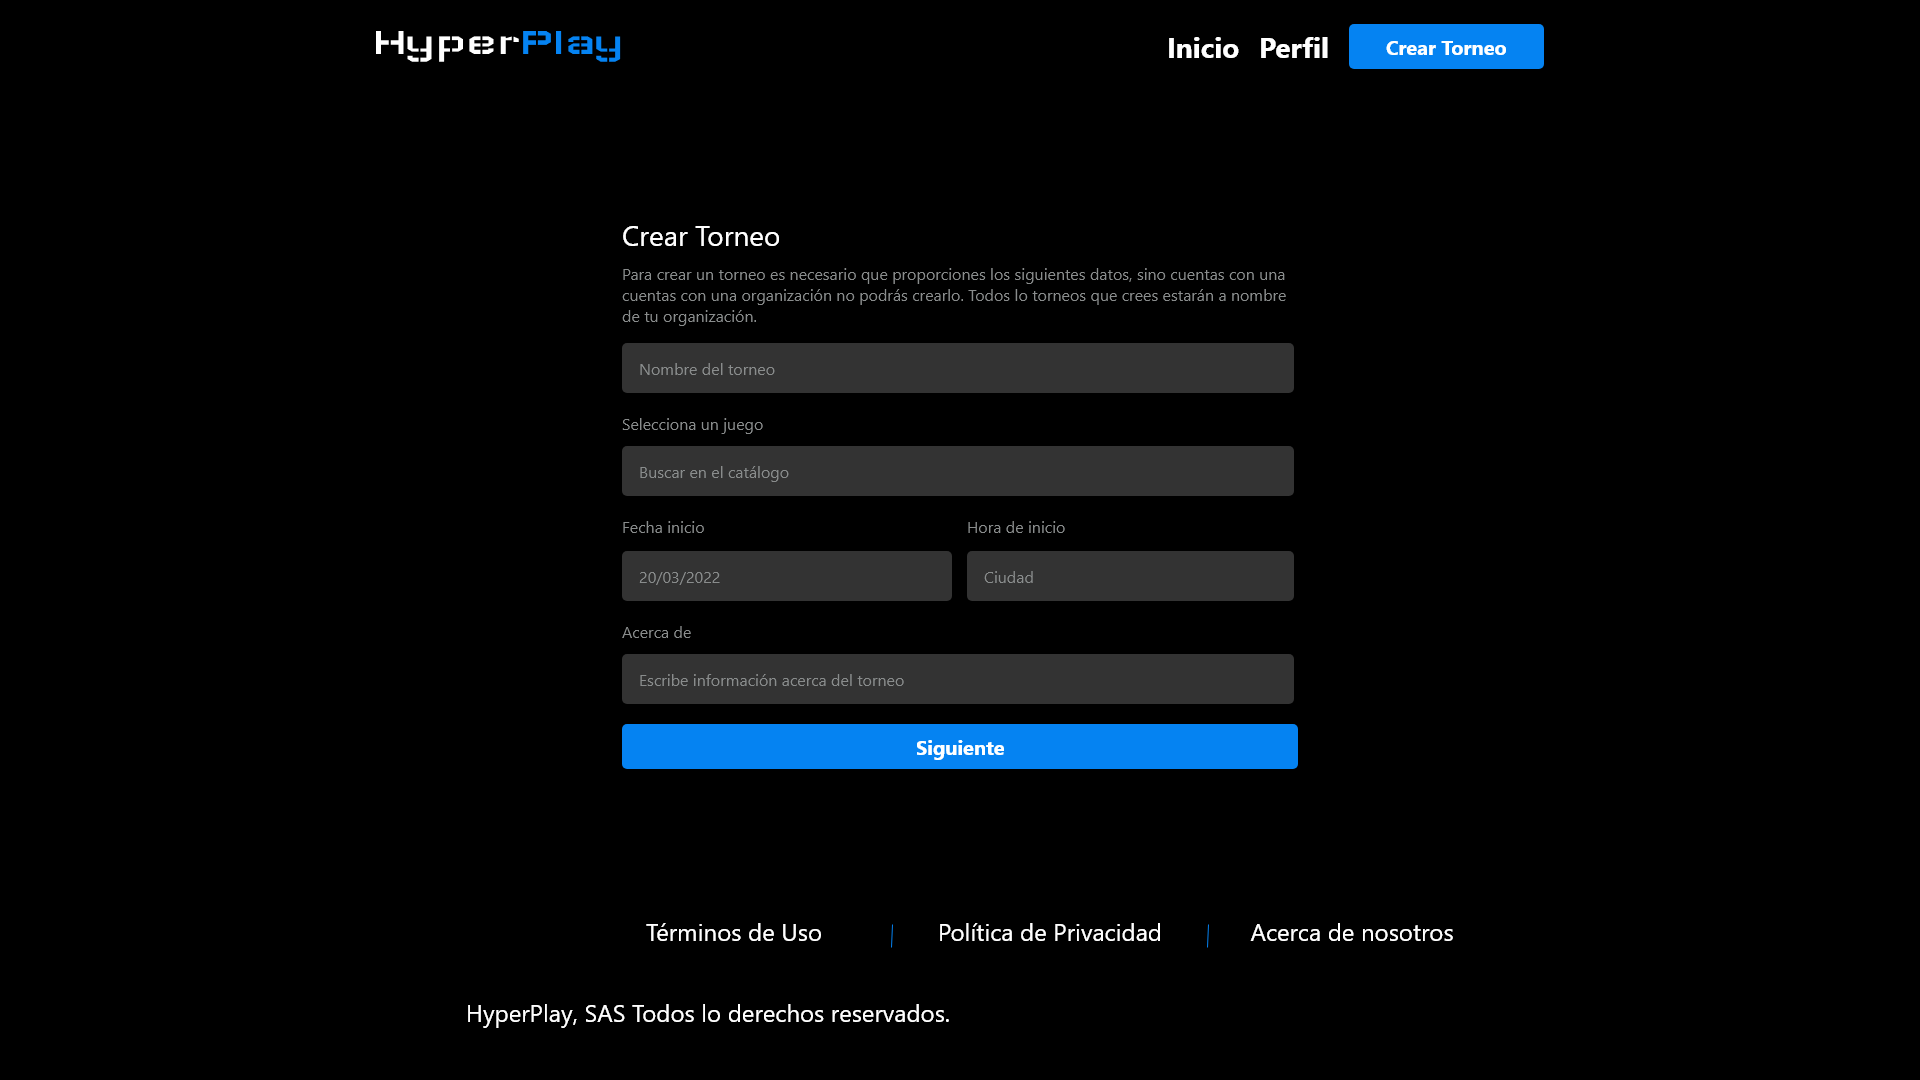 HyperPlay
Inicio Perfil Crear Torneo
Crear Torneo
Para crear un torneo es necesario que proporciones los siguientes datos, sino cuentas con una
cuentas con una organización no podrás crearlo. Todos lo torneos que crees estarán a nombre
de tu organización.
Nombre del torneo
Selecciona un juego
Buscar en el catálogo
Fecha inicio Hora de inicio
20/03/2022 Ciudad
Acerca de
Escribe información acerca del torneo
Siguiente
Términos de Uso | Política de Privacidad | Acerca de nosotros
HyperPlay, SAS Todos lo derechos reservados.